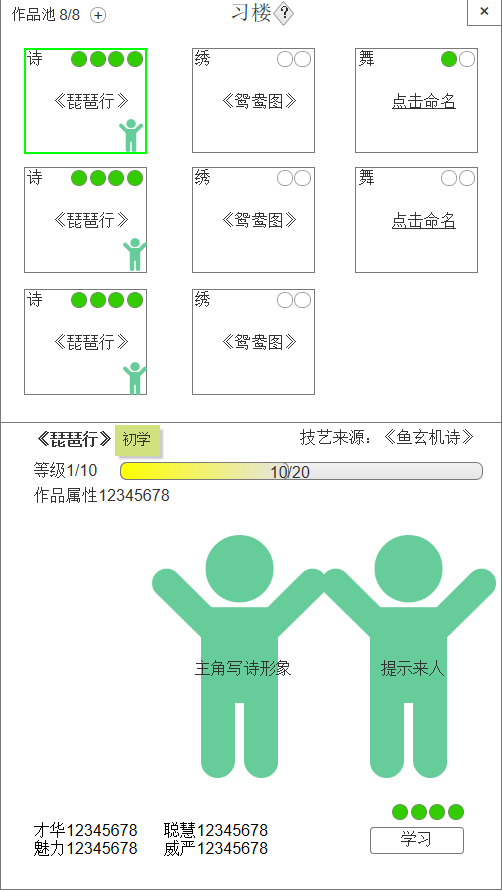 作品池 8/8
习楼?
×
诗
《琵琶行》
绣
《鸳鸯图》
舞
点击命名
诗
《琵琶行》
绣
《鸳鸯图》
舞
点击命名
诗
《琵琶行》
绣
《鸳鸯图》
《琵琶行》
初学
技艺来源：《鱼玄机诗》
等级1/10
10/20
作品属性12345678
主角写诗形象
提示来人
才华12345678 聪慧12345678
魅力12345678 威严12345678
学习